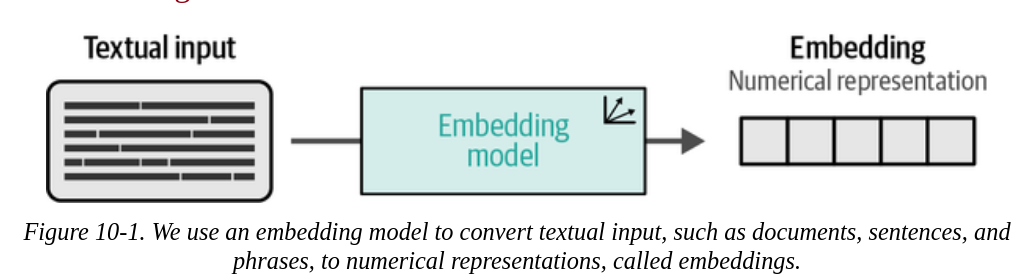 Textual input
Embedding
Numerical representation
Embedding
model
Figure 10-1. We use an embedding model to convert textual input, such as documents, sentences, and
phrases, to numerical representations, called embeddings.